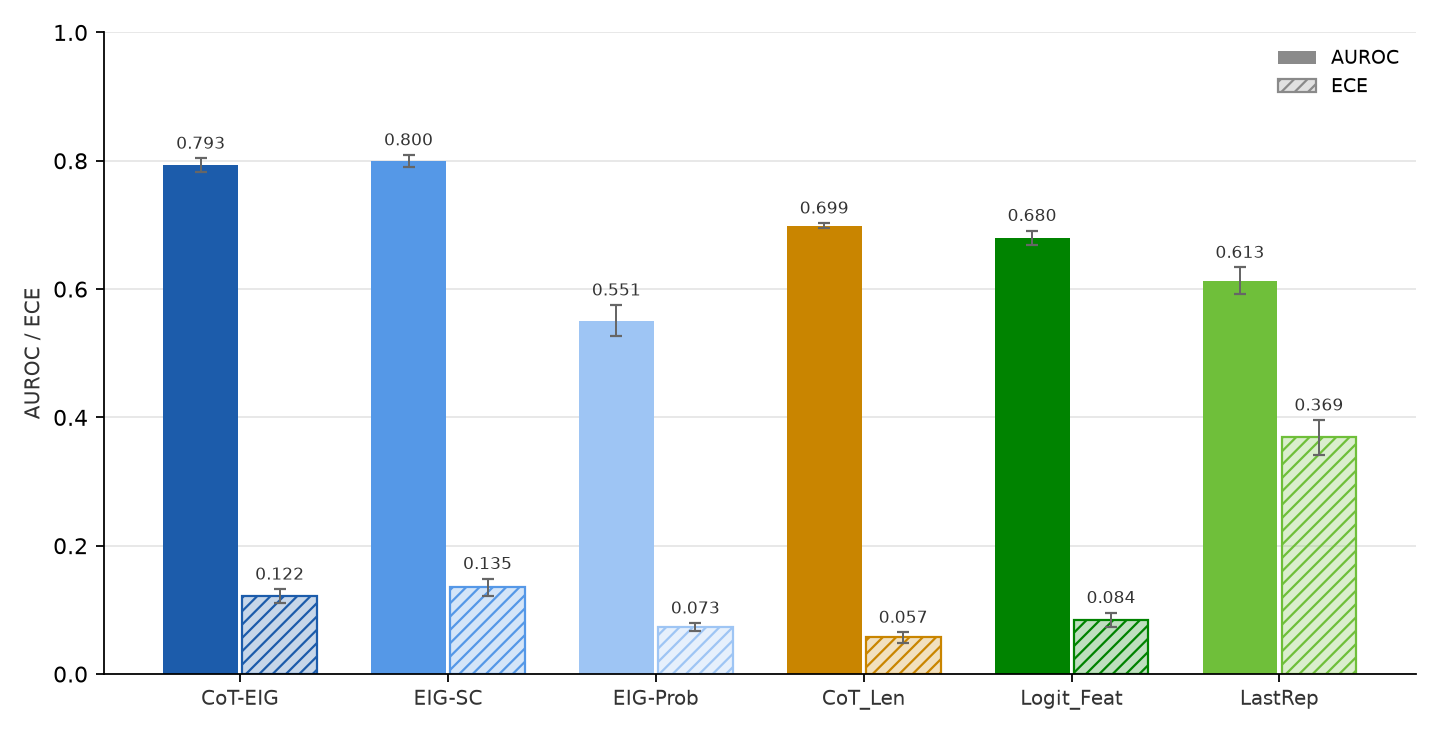 1.0
0.8
0.6
0.4
0.2
0.0
AUROC / ECE
AUROC
ECE
0.793
0.122
0.800
0.135
0.551
0.073
0.699
0.057
0.680
0.084
0.613
0.369
CoT-EIG
EIG-SC
EIG-Prob
CoT_Len
Logit_Feat
LastRep